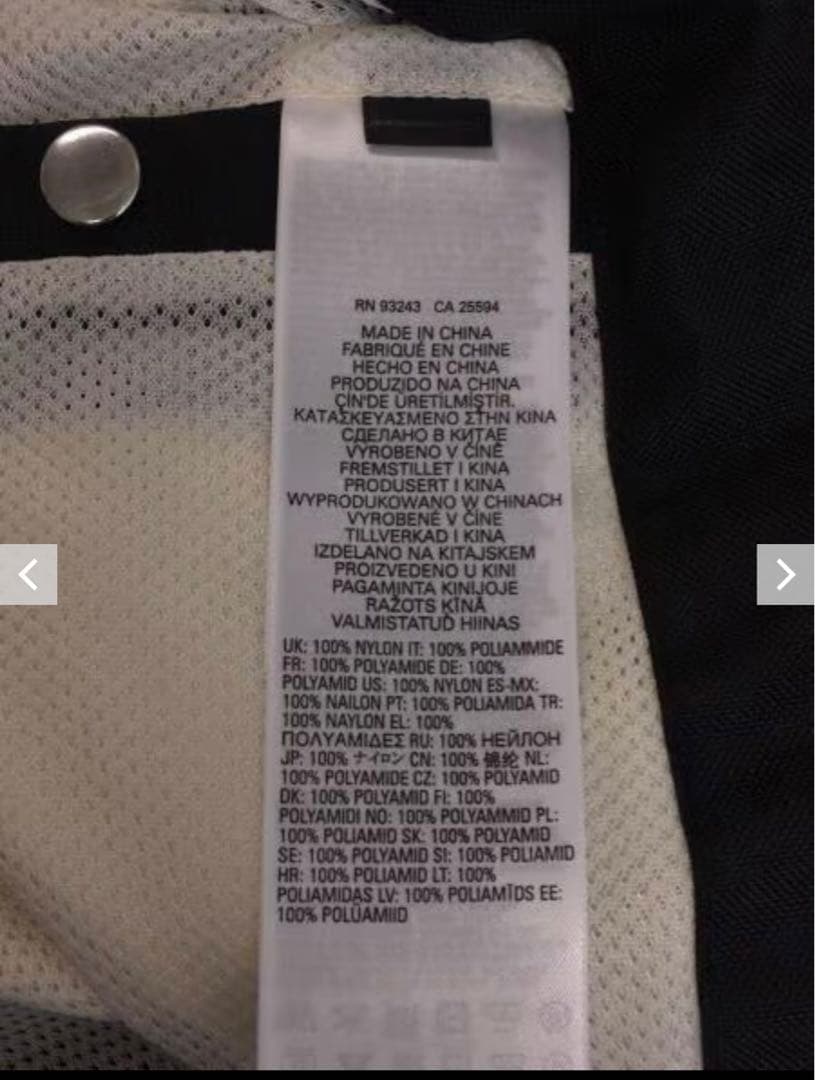 RN 93243 CA 25594
MADE IN CHINA
FABRIQUÉ EN CHINE
HECHO EN CHINA
PRODUZIDO NA CHINA
ÇIN'DE ÜRETILMIŞTIR.
ΚΑΤΑΣΚΕΥΑΣΜΕΝΟ ΣΤΗΝ ΚΙΝΑ
СДЕЛАНО В КИТАЕ
VYROBENO V ČÍNĚ
FREMSTILLET I KINA
PRODUSERT I KINA
WYPRODUKOWANO W CHINACH
VYROBENÉ V ČÍNE
TILLVERKAD I KINA
IZDELANO NA KITAJSKEM
PROIZVEDENO U KINI
PAGAMINTA KINIJOJE
RAŽOTS ĶĪNĀ
VALMISTATUD HIINAS
UK: 100% NYLON IT: 100% POLIAMMIDE
FR: 100% POLYAMIDE DE: 100%
POLYAMID US: 100% NYLON ES-MX:
100% NAILON PT: 100% POLIAMIDA TR:
100% NAYLON EL: 100%
ΠΟΛΥΑΜΙΔΕΣ RU: 100% НЕЙЛОН
JP: 100% ナイロン CN: 100% 锦纶 NL:
100% POLYAMIDE CZ: 100% POLYAMID
DK: 100% POLYAMID FI: 100%
POLYAMIDI NO: 100% POLYAMMID PL:
100% POLIAMID SK: 100% POLYAMID
SE: 100% POLYAMID SI: 100% POLIAMID
HR: 100% POLIAMID LT: 100%
POLIAMIDAS LV: 100% POLIAMĪDS EE:
100% POLÜAMIID